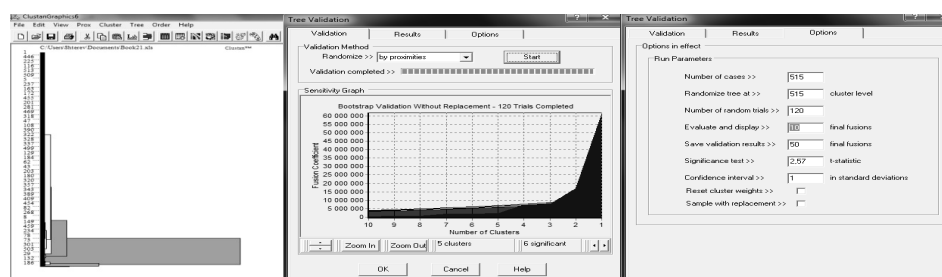 ClustanGraphics6
File Edit View Prox Cluster Tree Order Help
C:\Users\Btierev\Documents\Book21.xls
Clustan™
Tree Validation
Validation Results Options
Validation Method
Randomize >> by proximities Start
Validation completed >>
Sensitivity Graph
Bootstrap Validation Without Replacement - 120 Trials Completed
60 000 000
55 000 000
50 000 000
45 000 000
40 000 000
35 000 000
30 000 000
25 000 000
20 000 000
15 000 000
10 000 000
5 000 000
Fusion Coefficient
10 9 8 7 6 5 4 3 2 1
Number of Clusters
Zoom In Zoom Out 5 clusters 6 significant
OK Cancel Help
Tree Validation
Validation Results Options
Options in effect
Run Parameters
Number of cases >> 515
Randomize tree at >> 515 cluster level
Number of random trials >> 120
Evaluate and display >> 10 final fusions
Save validation results >> 50 final fusions
Significance test >> 2,57 t-statistic
Confidence interval >> 1 in standard deviations
Reset cluster weights >>
Sample with replacement >>